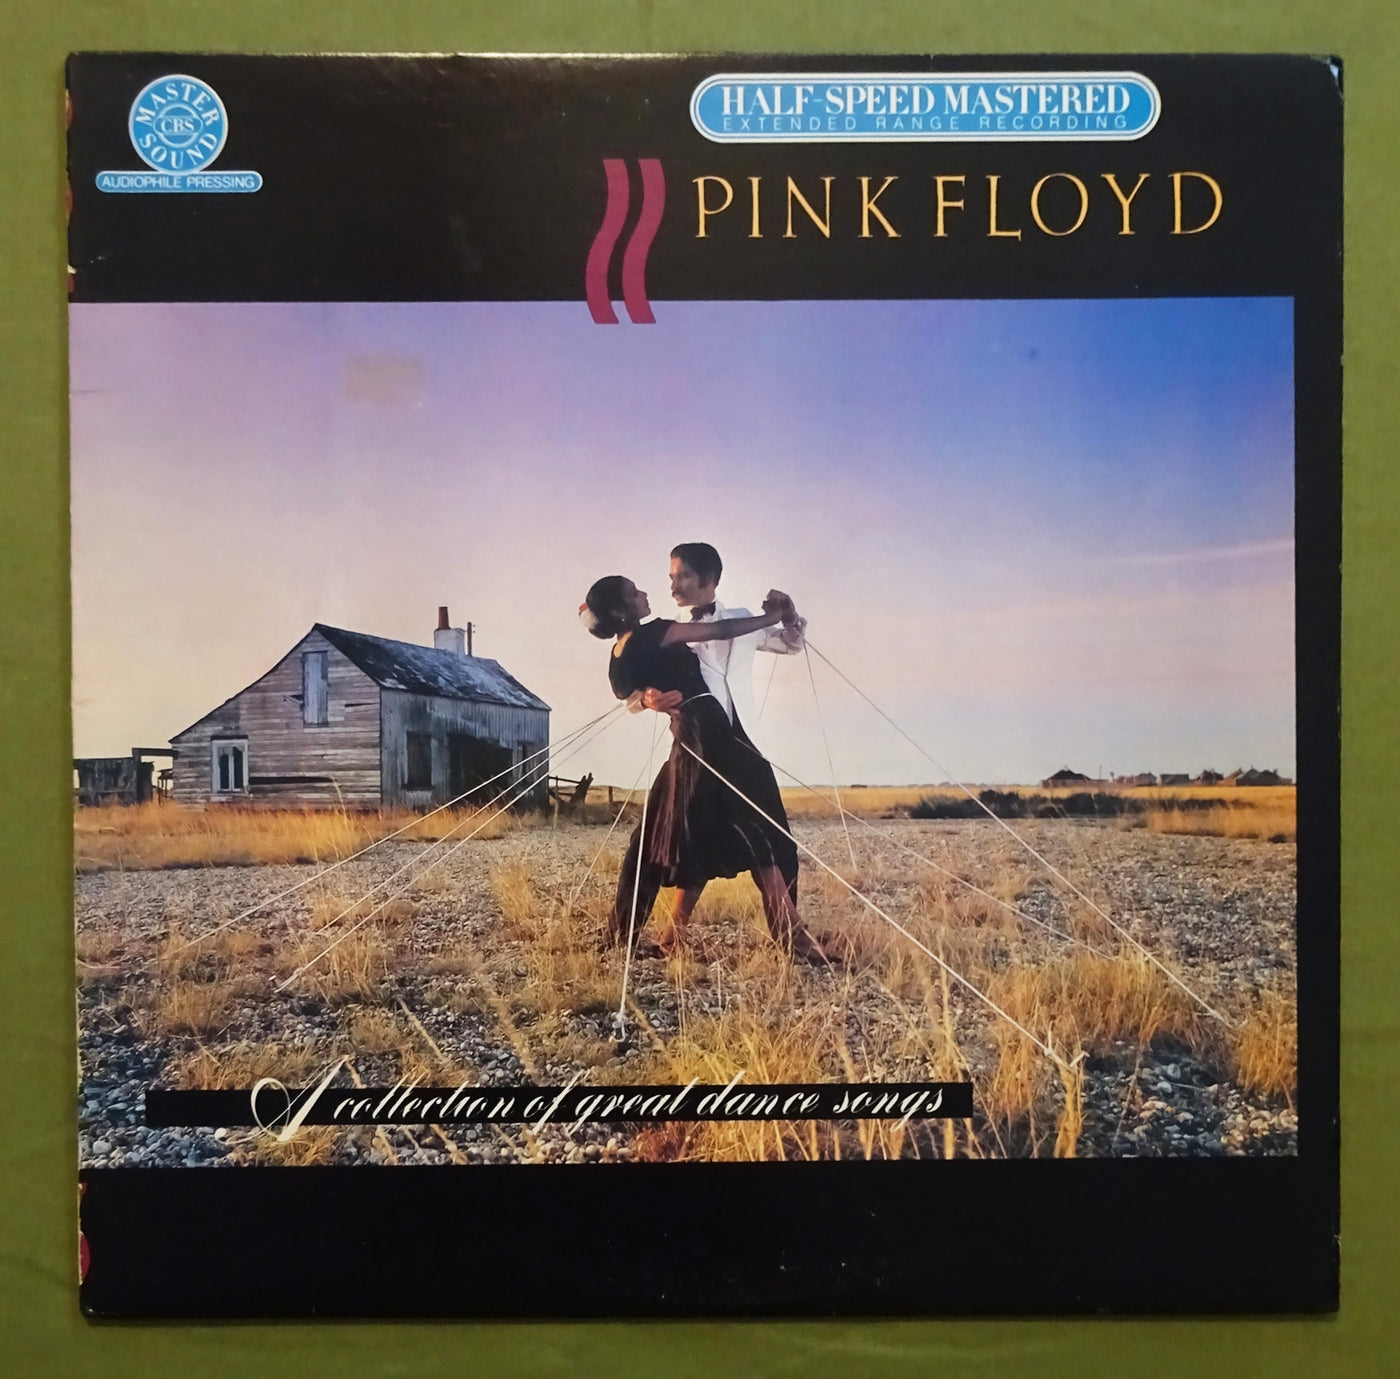 MASTER
CBS
SOUND
AUDIOPHILE PRESSING
HALF-SPEED MASTERED
EXTENDED RANGE RECORDING
PINK FLOYD
A collection of great dance songs